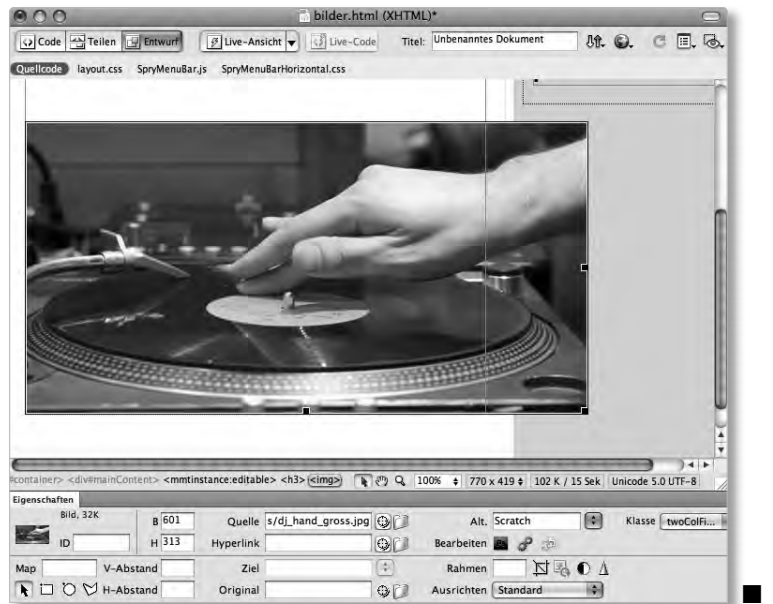 bilder.html (XHTML)*
Code Teilen Entwurf Live-Ansicht Live-Code Titel: Unbenanntes Dokument
Quellcode layout.css SpryMenuBar.js SpryMenuBarHorizontal.css
#container> <div#mainContent> <mmtinstance:editable> <h3> <img> 100% 770 x 419 102 K / 15 Sek Unicode 5.0 UTF-8
Eigenschaften
Bild, 32K B 601 Quelle s/dj_hand_gross.jpg Alt. Scratch Klasse twoColFi...
ID H 313 Hyperlink Bearbeiten
Map V-Abstand Ziel Rahmen
H-Abstand Original Ausrichten Standard